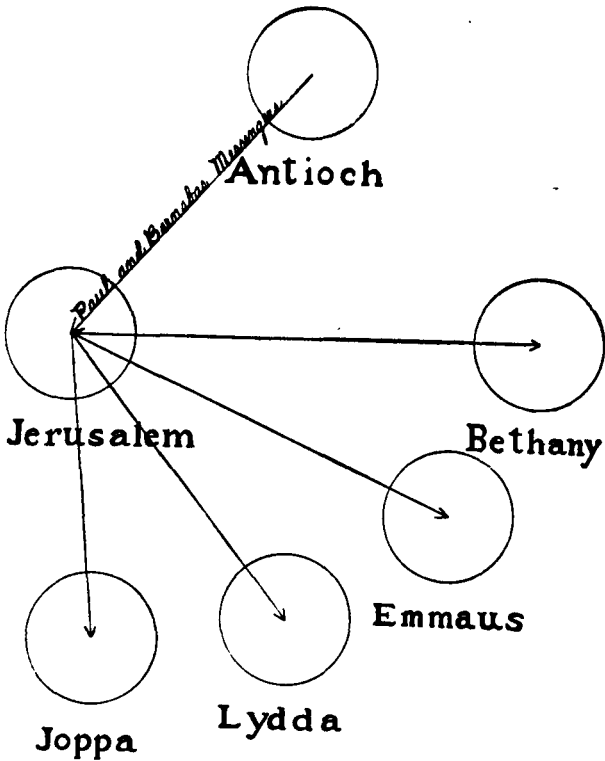 Paul and Barnabas Messengers
Antioch
Jerusalem
Bethany
Emmaus
Lydda
Joppa